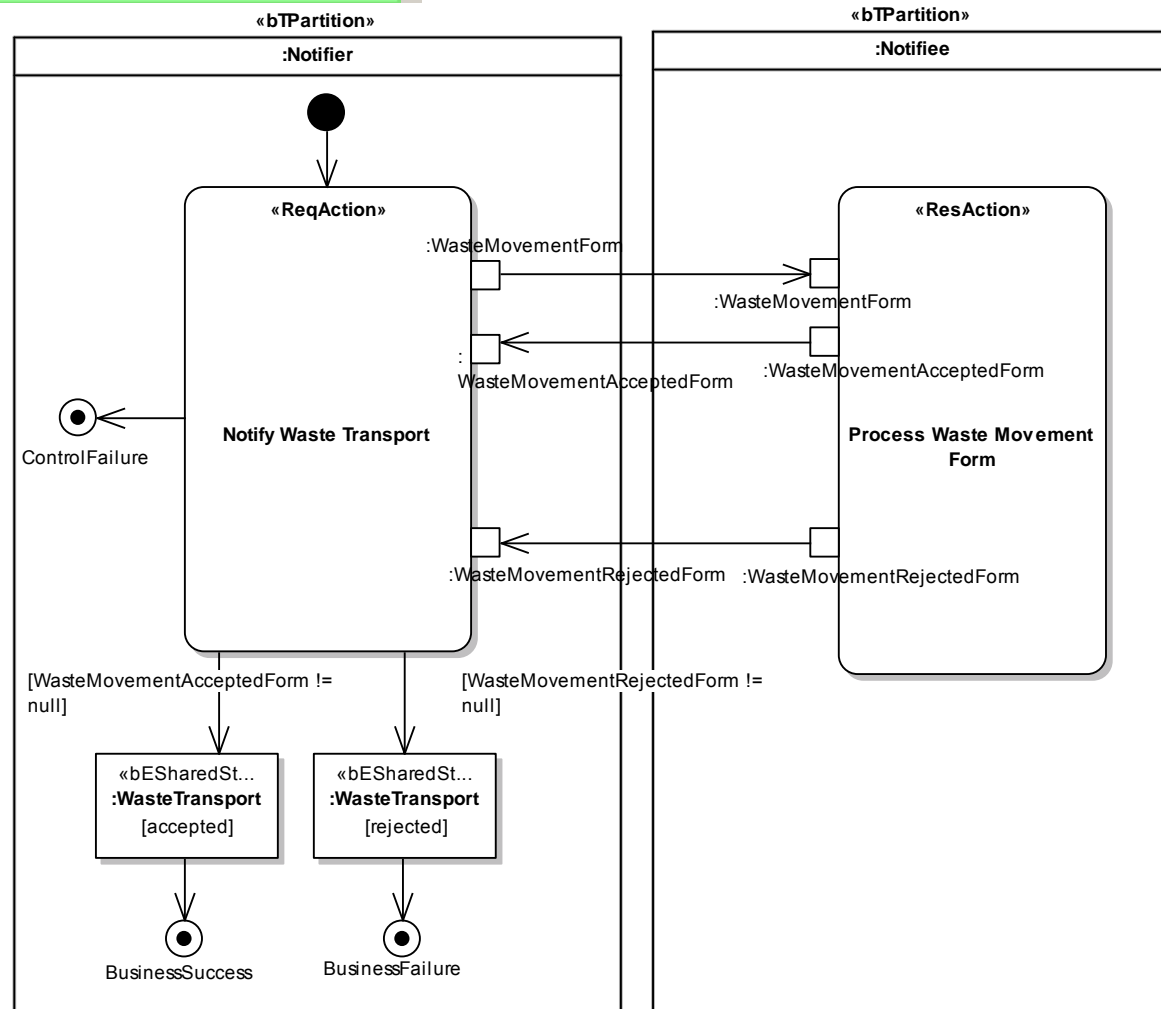 «bTPartition»
:Notifier
«bTPartition»
:Notifiee
«ReqAction»
«ResAction»
:WasteMovementForm
:WasteMovementForm
:
WasteMovementAcceptedForm
:WasteMovementAcceptedForm
Notify Waste Transport
Process Waste Movement
Form
ControlFailure
:WasteMovementRejectedForm
:WasteMovementRejectedForm
[WasteMovementAcceptedForm !=
null]
[WasteMovementRejectedForm !=
null]
«bESharedSt...
:WasteTransport
[accepted]
«bESharedSt...
:WasteTransport
[rejected]
BusinessSuccess
BusinessFailure